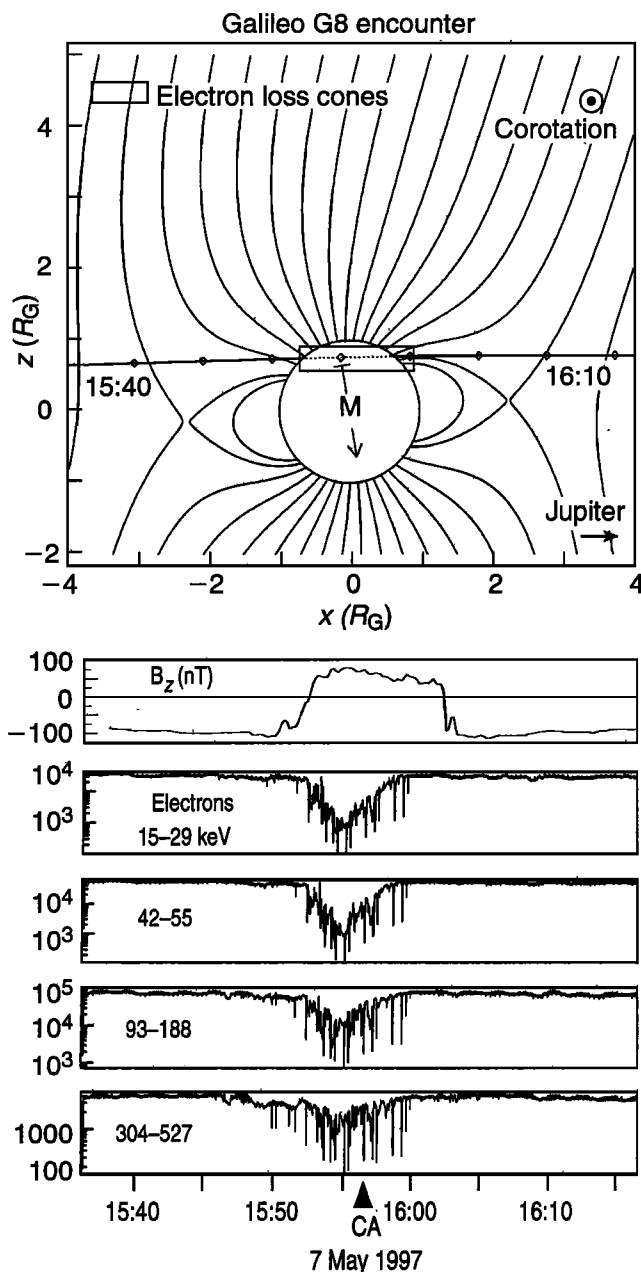 Galileo G8 encounter
Electron loss cones
Corotation
4
2
0
−2
z (R_G)
15:40
16:10
M
Jupiter
−4
−2
0
2
4
x (R_G)
100
0
−100
B_z (nT)
10^4
10^3
Electrons
15–29 keV
10^4
10^3
42–55
10^5
10^4
10^3
93–188
1000
100
304–527
15:40
15:50
16:00
16:10
CA
7 May 1997